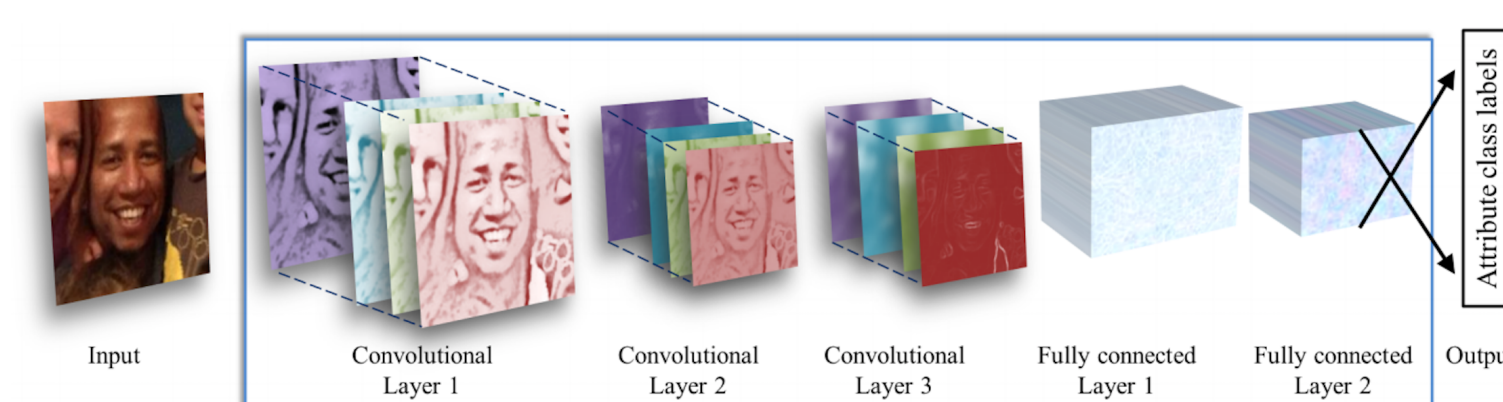 Input
Convolutional
Layer 1
Convolutional
Layer 2
Convolutional
Layer 3
Fully connected
Layer 1
Fully connected
Layer 2
Attribute class labels